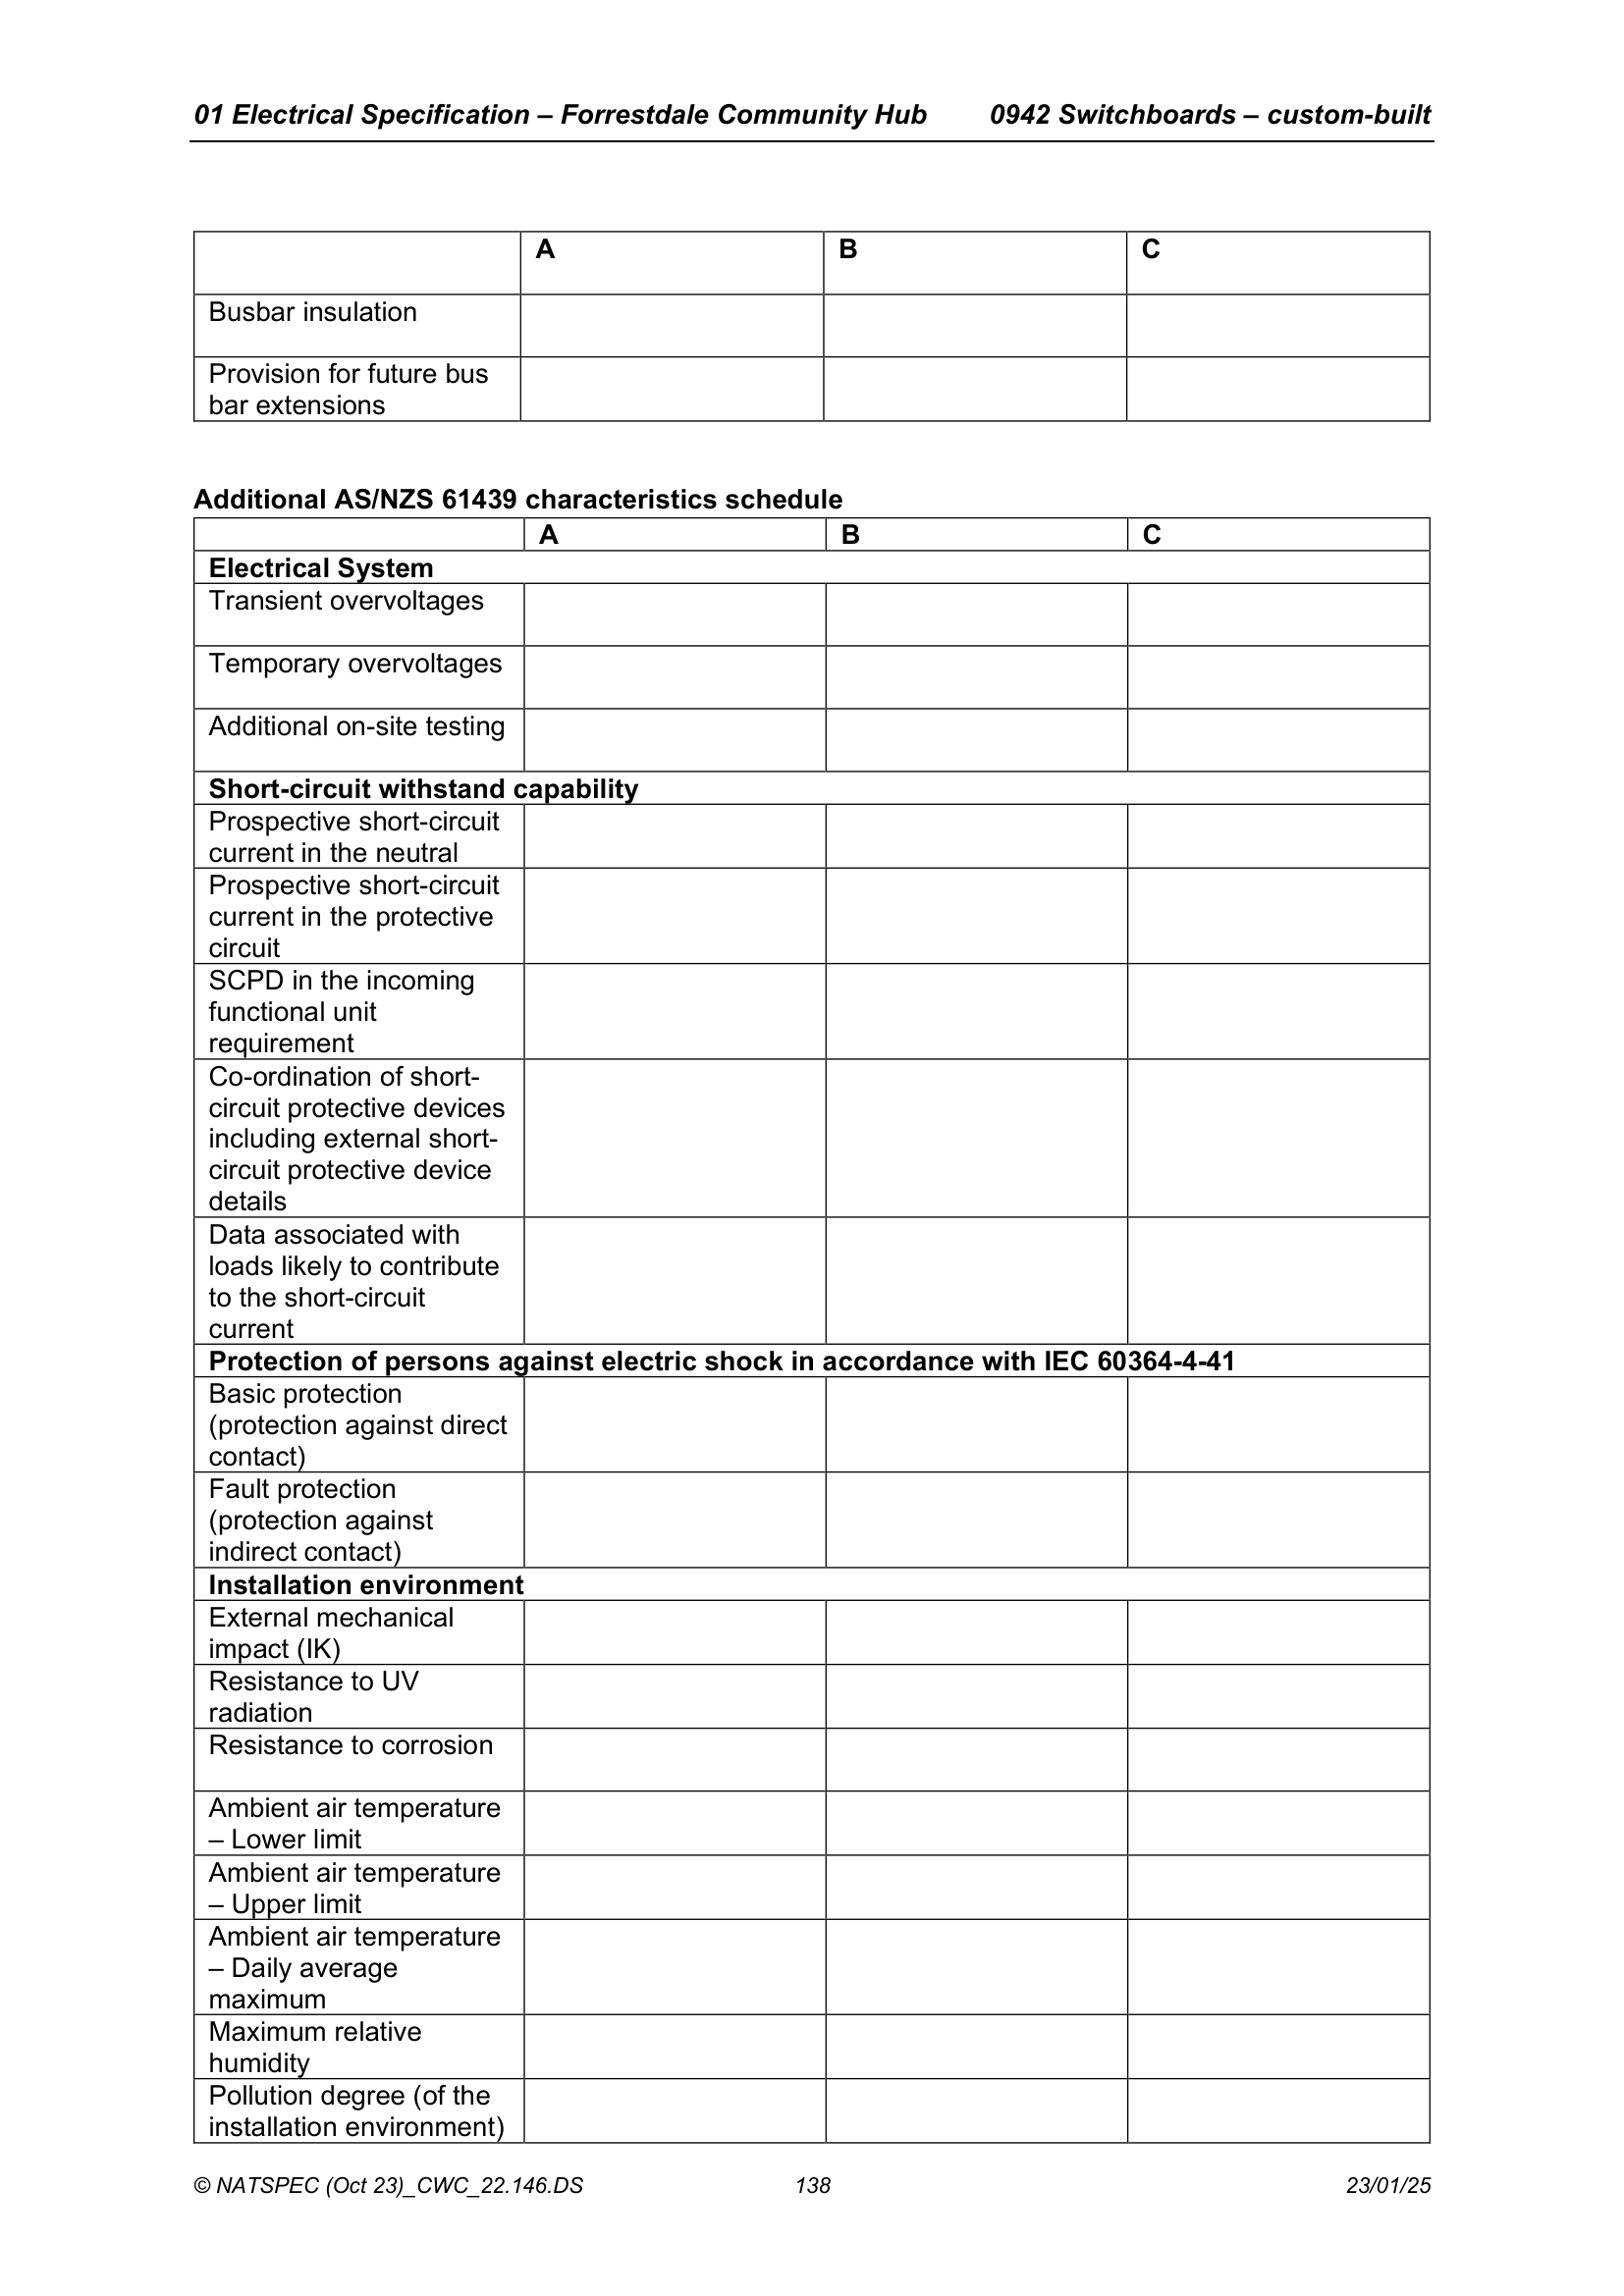 01 Electrical Specification – Forrestdale Community Hub 0942 Switchboards – custom-built
A B C
Busbar insulation
Provision for future bus
bar extensions
Additional AS/NZS 61439 characteristics schedule
A B C
Electrical System
Transient overvoltages
Temporary overvoltages
Additional on-site testing
Short-circuit withstand capability
Prospective short-circuit
current in the neutral
Prospective short-circuit
current in the protective
circuit
SCPD in the incoming
functional unit
requirement
Co-ordination of short-
circuit protective devices
including external short-
circuit protective device
details
Data associated with
loads likely to contribute
to the short-circuit
current
Protection of persons against electric shock in accordance with IEC 60364-4-41
Basic protection
(protection against direct
contact)
Fault protection
(protection against
indirect contact)
Installation environment
External mechanical
impact (IK)
Resistance to UV
radiation
Resistance to corrosion
Ambient air temperature
– Lower limit
Ambient air temperature
– Upper limit
Ambient air temperature
– Daily average
maximum
Maximum relative
humidity
Pollution degree (of the
installation environment)
© NATSPEC (Oct 23)_CWC_22.146.DS 138 23/01/25